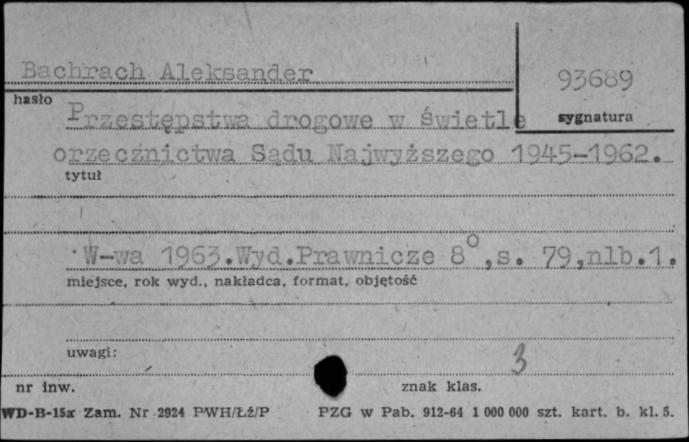 Bachrach Aleksander
93689
hasło
sygnatura
Przestępstwa drogowe w świetle
orzecznictwa Sądu Najwyższego 1945-1962.
tytuł
W-wa 1963.Wyd.Prawnicze 8°,s. 79,nlb.1.
miejsce, rok wyd., nakładca, format, objętość
uwagi:
3
nr inw.
znak klas.
WD-B-15x Zam. Nr 2924 PWH/Łź/P PZG w Pab. 912-64 1 000 000 szt. kart. b. kl. 5.